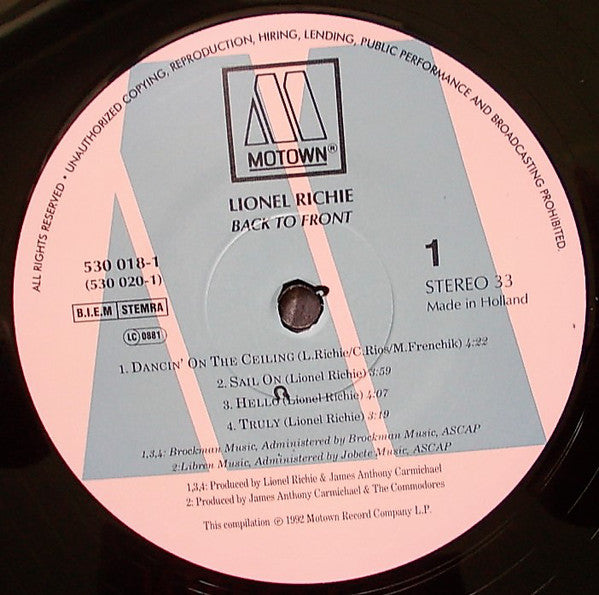 ALL RIGHTS RESERVED • UNAUTHORIZED COPYING, REPRODUCTION, HIRING, LENDING, PUBLIC PERFORMANCE AND BROADCASTING PROHIBITED.
MOTOWN®
LIONEL RICHIE
BACK TO FRONT
530 018-1
(530 020-1)
B.I.E.M STEMRA
LC 0881
1
STEREO 33
Made in Holland
1. DANCIN' ON THE CEILING (L.Richie/C.Rios/M.Frenchik) 4:22
2. SAIL ON (Lionel Richie) 3:59
3. HELLO (Lionel Richie) 4:07
4. TRULY (Lionel Richie) 3:19
1,3,4: Brockman Music, Administered by Brockman Music, ASCAP
2:Libren Music, Administered by Jobete Music, ASCAP
1,3,4: Produced by Lionel Richie & James Anthony Carmichael
2: Produced by James Anthony Carmichael & The Commodores
This compilation ℗ 1992 Motown Record Company L.P.